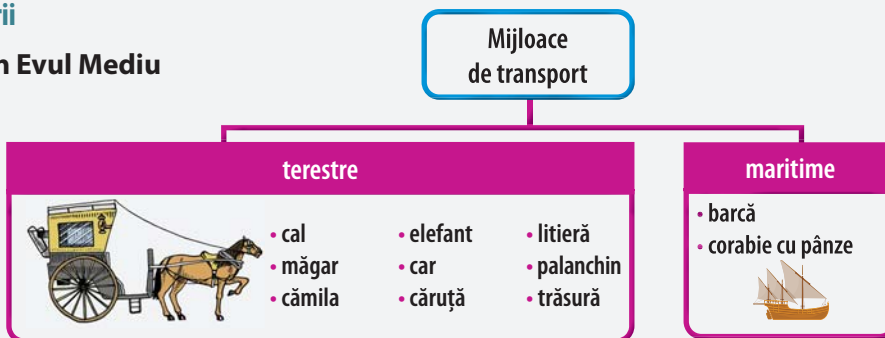 n Evul Mediu
Mijloace
de transport
terestre
maritime
• cal
• măgar
• cămila
• elefant
• car
• căruță
• litieră
• palanchin
• trăsură
• barcă
• corabie cu pânze